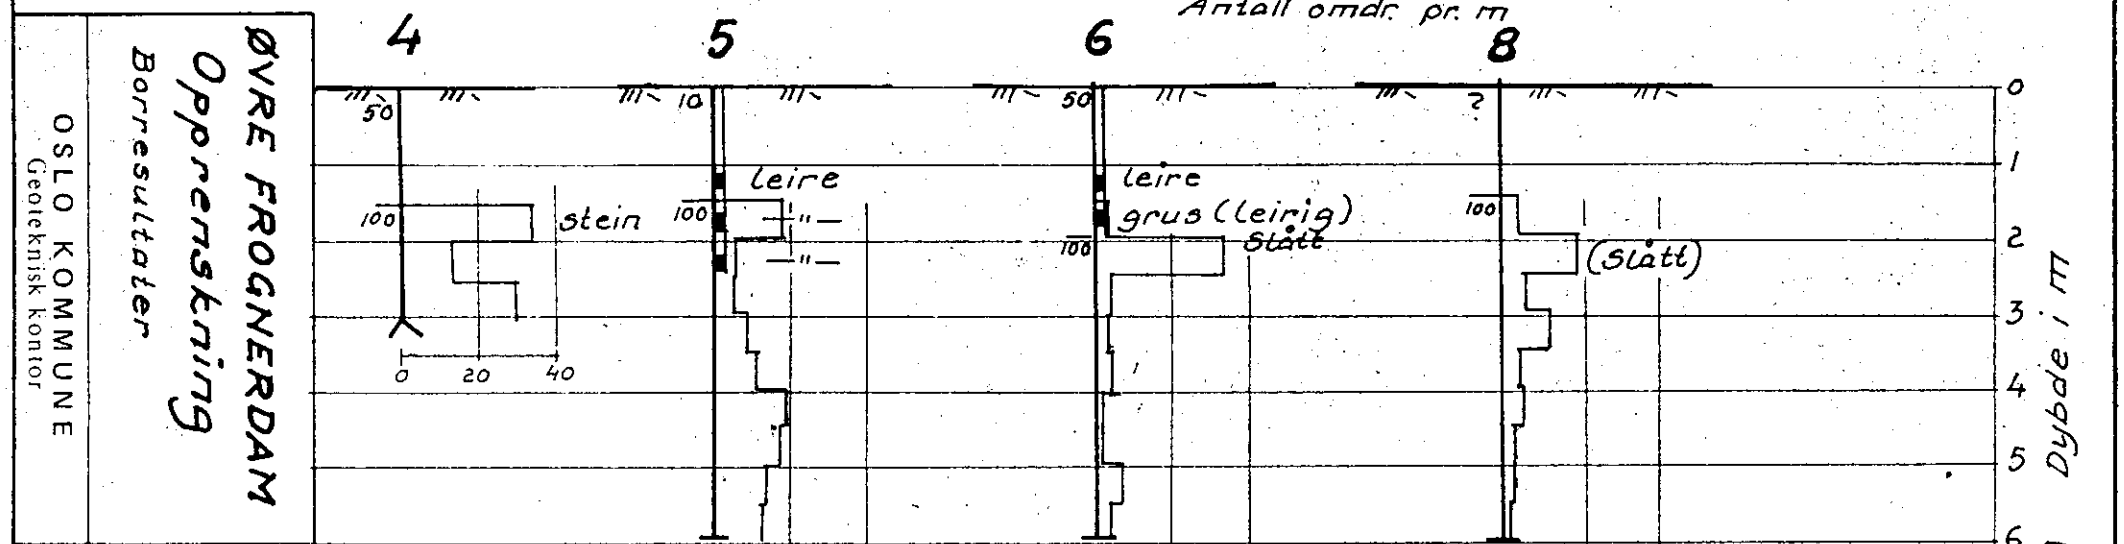 Antall omdr. pr. m
4 5 6 8
ØVRE FROGNERDAM
Opprenskning
Borresultater
OSLO KOMMUNE
Geoteknisk kontor
50 10 50 ? 0
1
leire leire
100 stein 100 —"— grus (leirig) 100
100 Slått 2
—"— (Slått)
3
0 20 40 4
5
6
Dybde i m